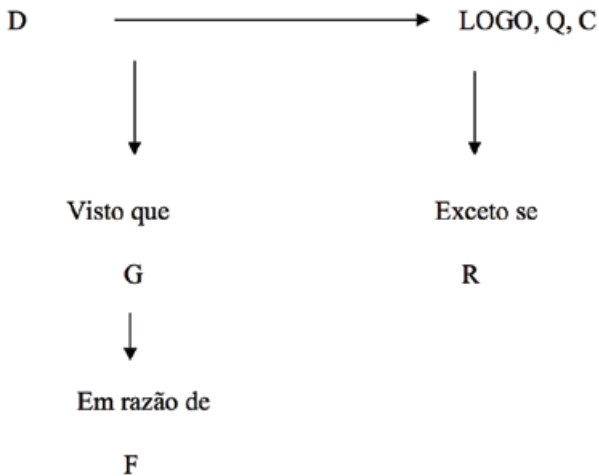 D LOGO, Q, C
Visto que Exceto se
G R
Em razão de
F